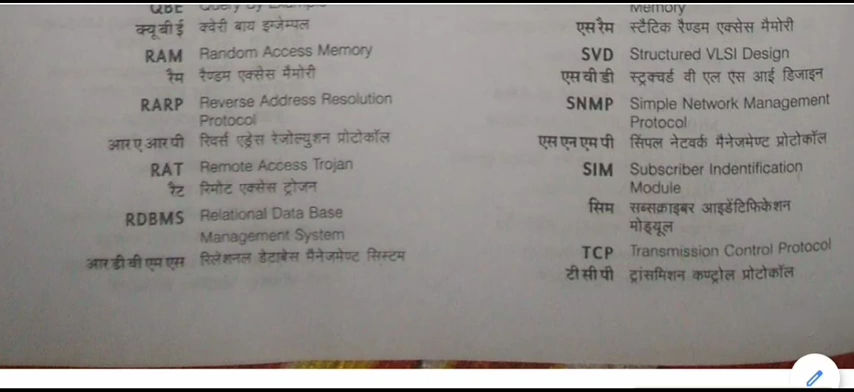 QBE Query By Example
क्यू बी ई क्वेरी बाय इग्जेम्पल
RAM Random Access Memory
रैम रैण्डम एक्सेस मैमोरी
RARP Reverse Address Resolution
Protocol
आर ए आर पी रिवर्स एड्रेस रेजोल्युशन प्रोटोकॉल
RAT Remote Access Trojan
रैट रिमोट एक्सेस ट्रोजन
RDBMS Relational Data Base
Management System
आर डी बी एम एस रिलेशनल डेटाबेस मैनेजमेण्ट सिस्टम
Memory
एस रैम स्टैटिक रैण्डम एक्सेस मैमोरी
SVD Structured VLSI Design
एस वी डी स्ट्रक्चर्ड वी एल एस आई डिजाइन
SNMP Simple Network Management
Protocol
एस एन एम पी सिंपल नेटवर्क मैनेजमेण्ट प्रोटोकॉल
SIM Subscriber Indentification
Module
सिम सब्सक्राइबर आइडेंटिफिकेशन
मोड्यूल
TCP Transmission Control Protocol
टी सी पी ट्रांसमिशन कण्ट्रोल प्रोटोकॉल